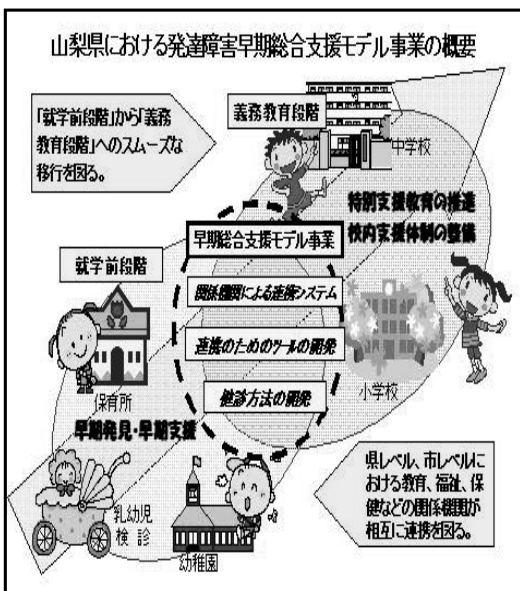 山梨県における発達障害早期総合支援モデル事業の概要
「就学前段階」から「義務
教育段階」へのスムーズな
移行を図る。
義務教育段階
中学校
特別支援教育の推進
校内支援体制の整備
早期総合支援モデル事業
就学前段階
関係機関による連携システム
連携のためのツールの開発
健診方法の開発
小学校
保育所
早期発見・早期支援
乳幼児
検診
幼稚園
県レベル、市レベルに
おける教育、福祉、保
健などの関係機関が
相互に連携を図る。